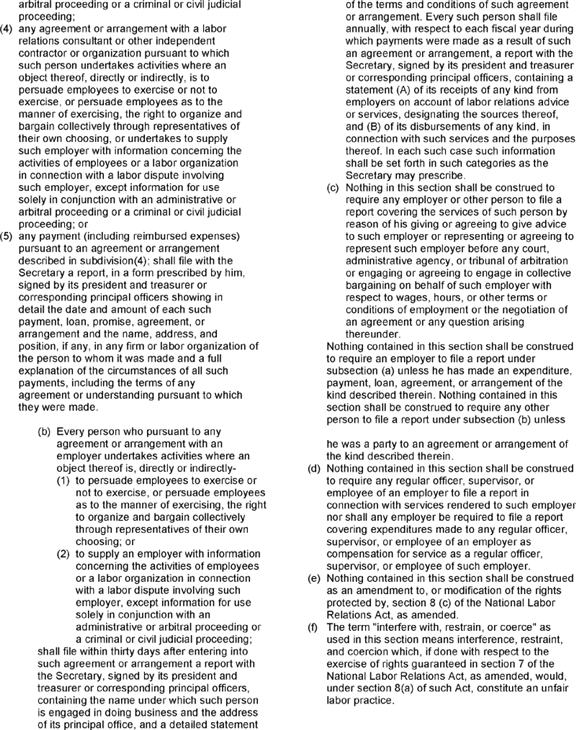 arbitral proceeding or a criminal or civil judicial
proceeding;
(4) any agreement or arrangement with a labor
relations consultant or other independent
contractor or organization pursuant to which
such person undertakes activities where an
object thereof, directly or indirectly, is to
persuade employees to exercise or not to
exercise, or persuade employees as to the
manner of exercising, the right to organize and
bargain collectively through representatives of
their own choosing, or undertakes to supply
such employer with information concerning the
activities of employees or a labor organization
in connection with a labor dispute involving
such employer, except information for use
solely in conjunction with an administrative or
arbitral proceeding or a criminal or civil judicial
proceeding; or
(5) any payment (including reimbursed expenses)
pursuant to an agreement or arrangement
described in subdivision(4); shall file with the
Secretary a report, in a form prescribed by him,
signed by its president and treasurer or
corresponding principal officers showing in
detail the date and amount of each such
payment, loan, promise, agreement, or
arrangement and the name, address, and
position, if any, in any firm or labor organization of
the person to whom it was made and a full
explanation of the circumstances of all such
payments, including the terms of any
agreement or understanding pursuant to which
they were made.
(b) Every person who pursuant to any
agreement or arrangement with an
employer undertakes activities where an
object thereof is, directly or indirectly-
(1) to persuade employees to exercise or
not to exercise, or persuade employees
as to the manner of exercising, the right
to organize and bargain collectively
through representatives of their own
choosing; or
(2) to supply an employer with information
concerning the activities of employees
or a labor organization in connection
with a labor dispute involving such
employer, except information for use
solely in conjunction with an
administrative or arbitral proceeding or
a criminal or civil judicial proceeding;
shall file within thirty days after entering into
such agreement or arrangement a report with
the Secretary, signed by its president and
treasurer or corresponding principal officers,
containing the name under which such person
is engaged in doing business and the address
of its principal office, and a detailed statement
of the terms and conditions of such agreement
or arrangement. Every such person shall file
annually, with respect to each fiscal year during
which payments were made as a result of such
an agreement or arrangement, a report with the
Secretary, signed by its president and treasurer
or corresponding principal officers, containing a
statement (A) of its receipts of any kind from
employers on account of labor relations advice
or services, designating the sources thereof,
and (B) of its disbursements of any kind, in
connection with such services and the purposes
thereof. In each such case such information
shall be set forth in such categories as the
Secretary may prescribe.
(c) Nothing in this section shall be construed to
require any employer or other person to file a
report covering the services of such person by
reason of his giving or agreeing to give advice
to such employer or representing or agreeing to
represent such employer before any court,
administrative agency, or tribunal of arbitration
or engaging or agreeing to engage in collective
bargaining on behalf of such employer with
respect to wages, hours, or other terms or
conditions of employment or the negotiation of
an agreement or any question arising
thereunder.
Nothing contained in this section shall be construed
to require an employer to file a report under
subsection (a) unless he has made an expenditure,
payment, loan, agreement, or arrangement of the
kind described therein. Nothing contained in this
section shall be construed to require any other
person to file a report under subsection (b) unless
he was a party to an agreement or arrangement of
the kind described therein.
(d) Nothing contained in this section shall be construed
to require any regular officer, supervisor, or
employee of an employer to file a report in
connection with services rendered to such employer
nor shall any employer be required to file a report
covering expenditures made to any regular officer,
supervisor, or employee of an employer as
compensation for service as a regular officer,
supervisor, or employee of such employer.
(e) Nothing contained in this section shall be construed
as an amendment to, or modification of the rights
protected by, section 8 (c) of the National Labor
Relations Act, as amended.
(f) The term "interfere with, restrain, or coerce" as
used in this section means interference, restraint,
and coercion which, if done with respect to the
exercise of rights guaranteed in section 7 of the
National Labor Relations Act, as amended, would,
under section 8(a) of such Act, constitute an unfair
labor practice.